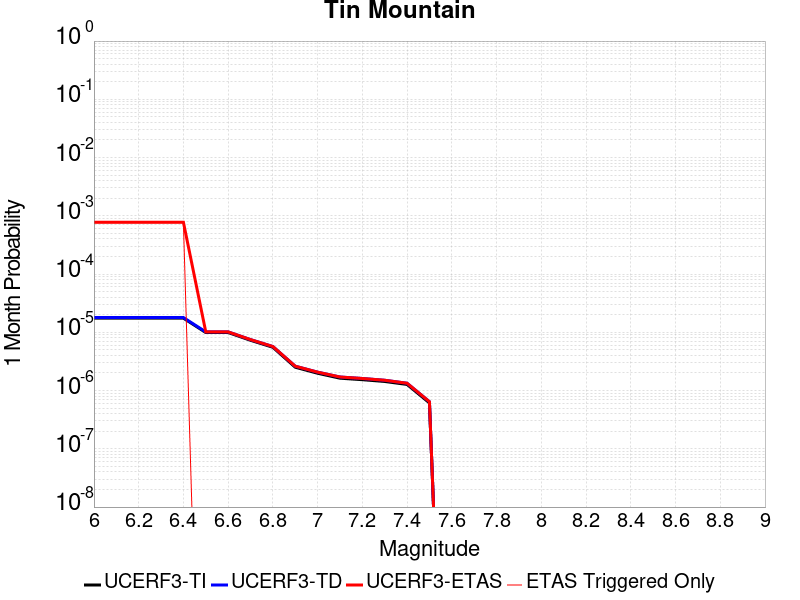 Tin Mountain
10^0
10^-1
10^-2
10^-3
10^-4
10^-5
10^-6
10^-7
10^-8
1 Month Probability
6 6.2 6.4 6.6 6.8 7 7.2 7.4 7.6 7.8 8 8.2 8.4 8.6 8.8 9
Magnitude
UCERF3-TI UCERF3-TD UCERF3-ETAS ETAS Triggered Only